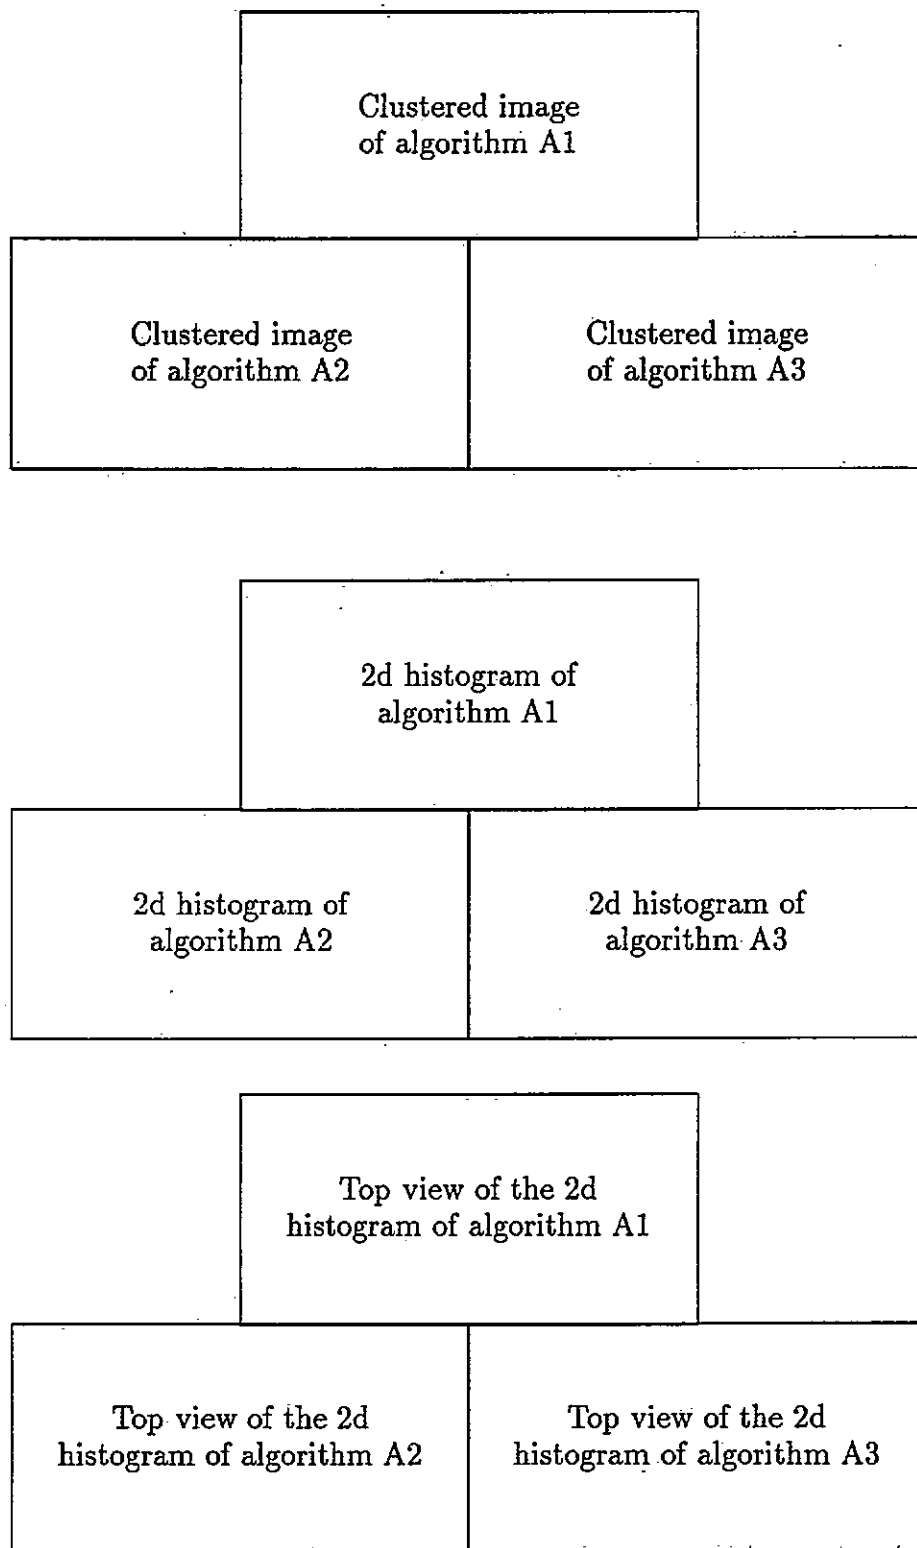 Clustered image
of algorithm A1
Clustered image
of algorithm A2
Clustered image
of algorithm A3
2d histogram of
algorithm A1
2d histogram of
algorithm A2
2d histogram of
algorithm A3
Top view of the 2d
histogram of algorithm A1
Top view of the 2d
histogram of algorithm A2
Top view of the 2d
histogram of algorithm A3